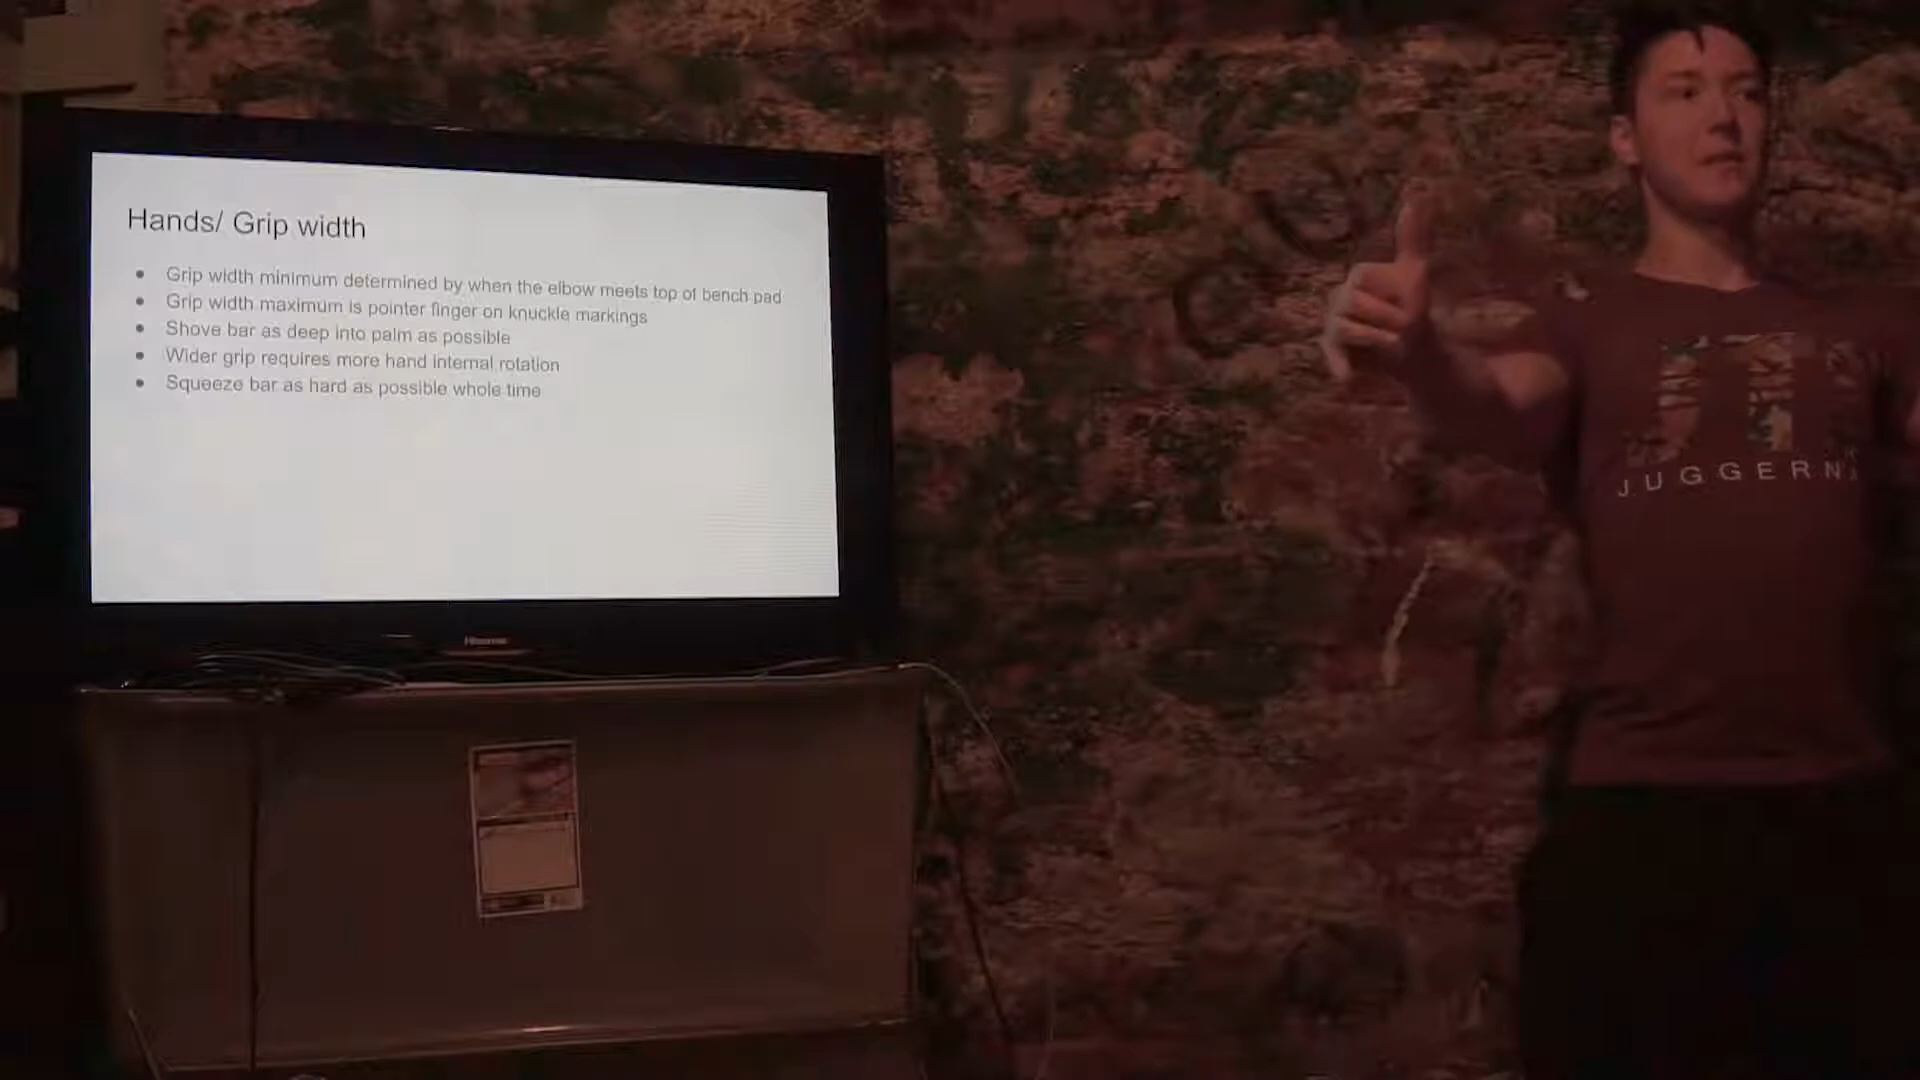 Hands/ Grip width
● Grip width minimum determined by when the elbow meets top of bench pad
● Grip width maximum is pointer finger on knuckle markings
● Shove bar as deep into palm as possible
● Wider grip requires more hand internal rotation
● Squeeze bar as hard as possible whole time
Hisense
JUGGERN